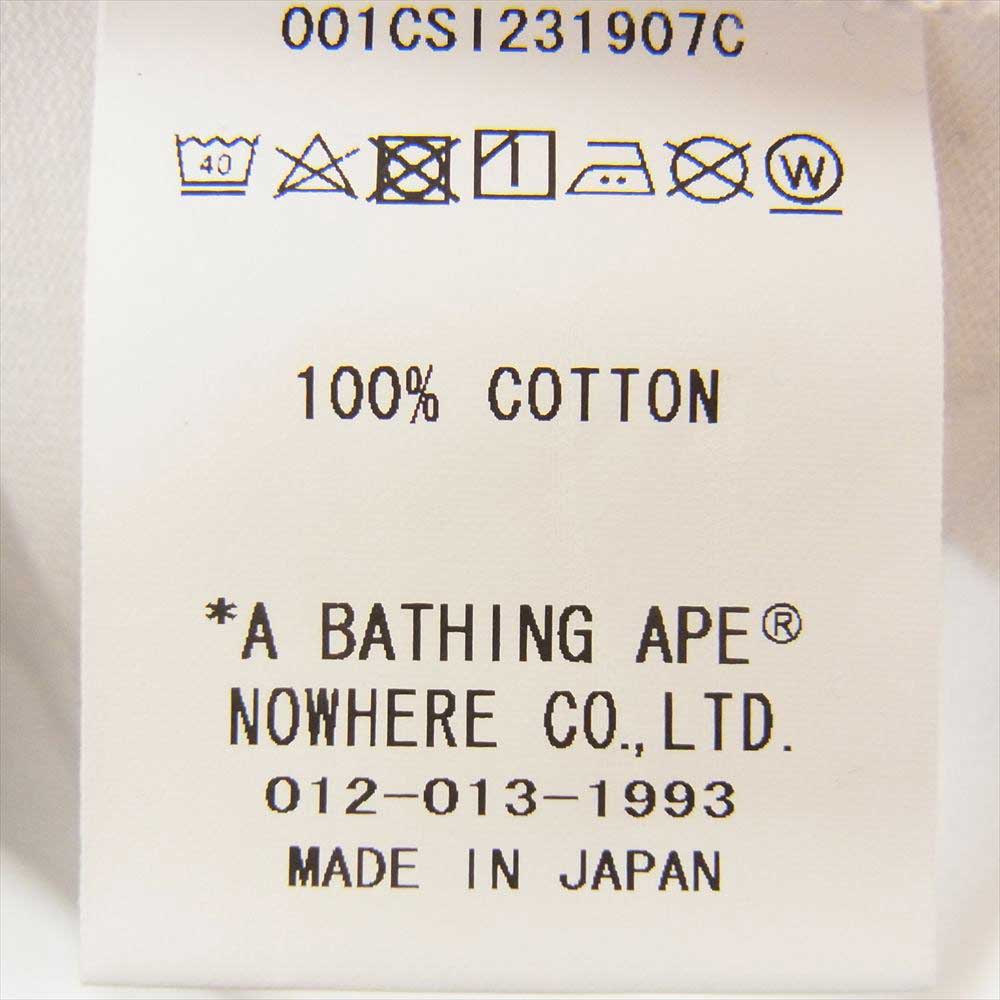 001CSI231907C
40
W
100% COTTON
*A BATHING APE®
NOWHERE CO.,LTD.
012-013-1993
MADE IN JAPAN